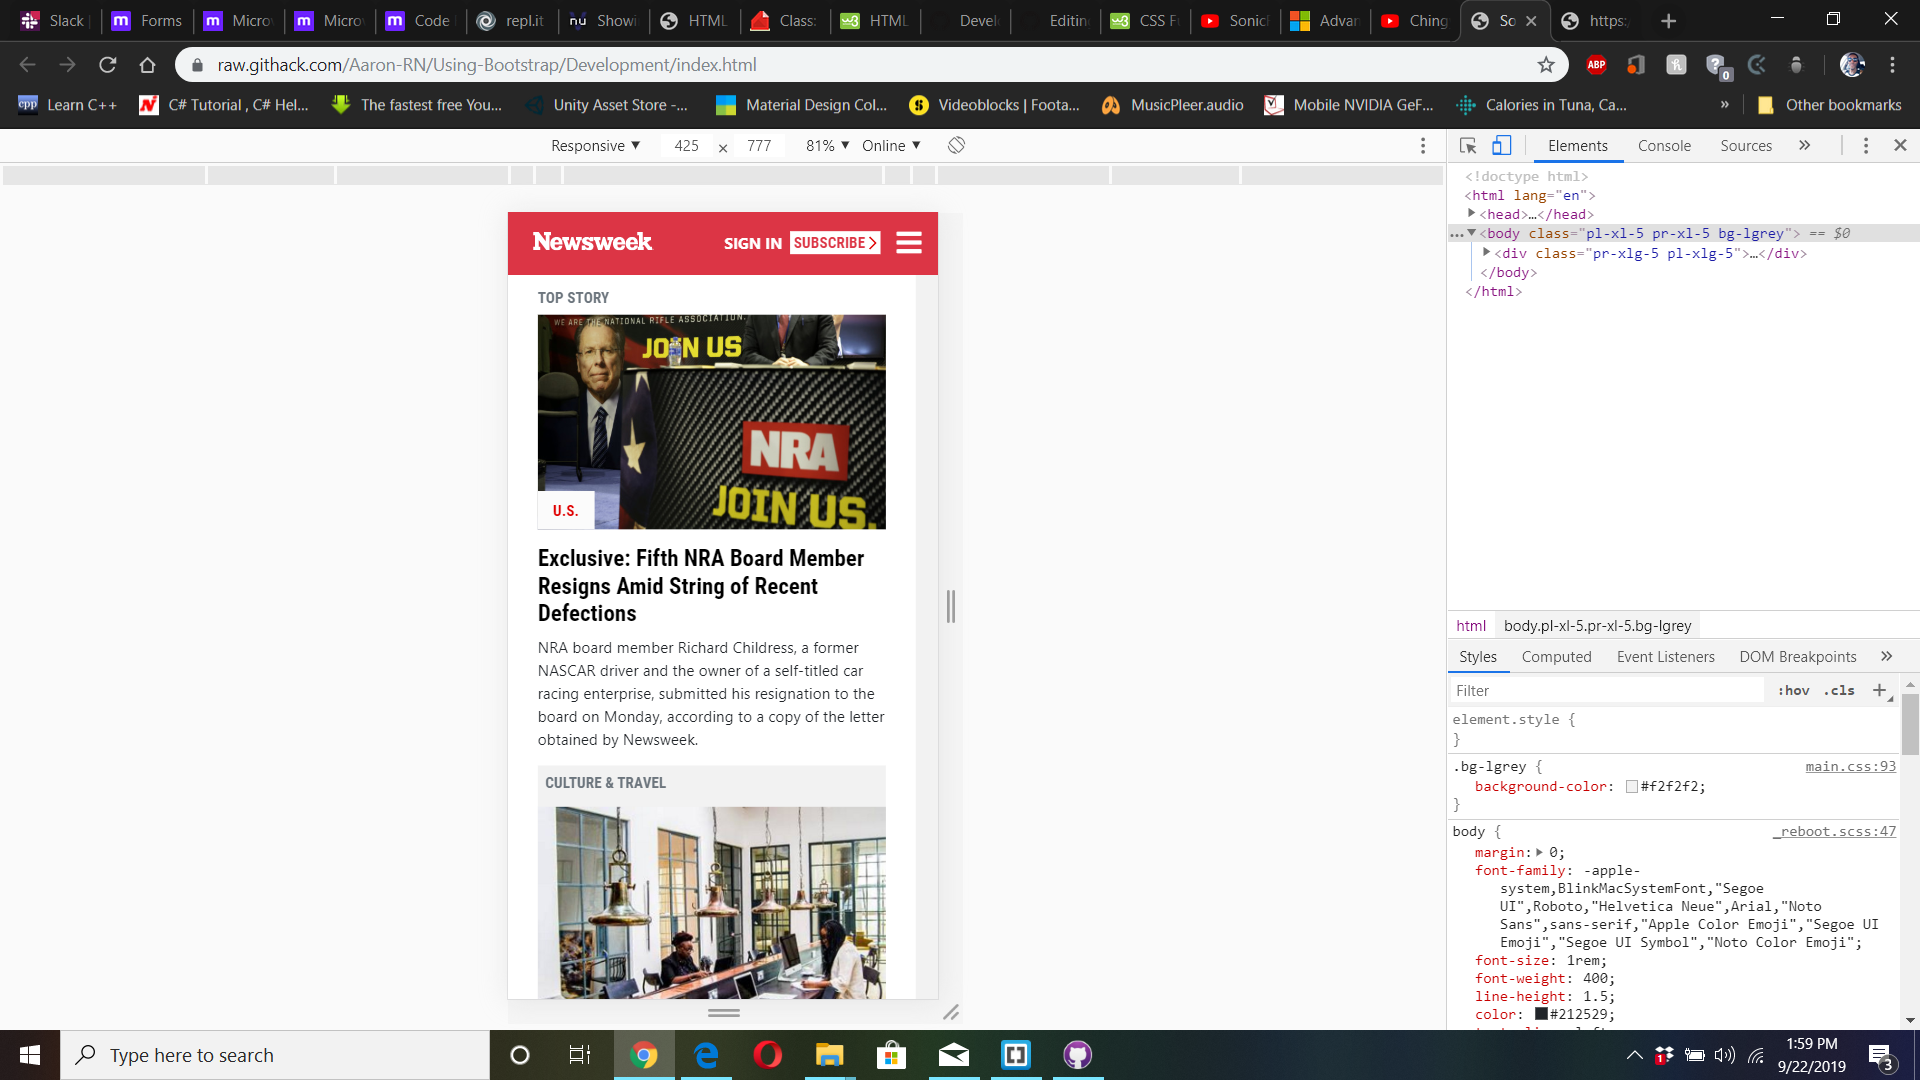 Slack
Forms
Micro
Micro
Code
repl.it
Showi
HTML
Class:
HTML
Devel
Editin
CSS F
Sonic
Advan
Ching
So
https:/
raw.githack.com/Aaron-RN/Using-Bootstrap/Development/index.html
ABP
0
cpp Learn C++
C# Tutorial , C# Hel...
The fastest free You...
Unity Asset Store -...
Material Design Col...
Videoblocks | Foota...
MusicPleer.audio
Mobile NVIDIA GeF...
Calories in Tuna, Ca...
»
Other bookmarks
Responsive ▼ 425 × 777 81% ▼ Online ▼
Elements Console Sources »
<!doctype html>
<html lang="en">
<head>…</head>
…<body class="pl-xl-5 pr-xl-5 bg-lgrey"> == $0
<div class="pr-xlg-5 pl-xlg-5">…</div>
</body>
</html>
Newsweek
SIGN IN SUBSCRIBE >
TOP STORY
WE ARE THE NATIONAL RIFLE ASSOCIATION.
JOIN US
NRA
JOIN US.
U.S.
Exclusive: Fifth NRA Board Member
Resigns Amid String of Recent
Defections
NRA board member Richard Childress, a former
NASCAR driver and the owner of a self-titled car
racing enterprise, submitted his resignation to the
board on Monday, according to a copy of the letter
obtained by Newsweek.
CULTURE & TRAVEL
html body.pl-xl-5.pr-xl-5.bg-lgrey
Styles Computed Event Listeners DOM Breakpoints »
Filter :hov .cls +
element.style {
}
.bg-lgrey { main.css:93
background-color: #f2f2f2;
}
body { _reboot.scss:47
margin: 0;
font-family: -apple-
system,BlinkMacSystemFont,"Segoe
UI",Roboto,"Helvetica Neue",Arial,"Noto
Sans",sans-serif,"Apple Color Emoji","Segoe UI
Emoji","Segoe UI Symbol","Noto Color Emoji";
font-size: 1rem;
font-weight: 400;
line-height: 1.5;
color: #212529;
Type here to search
1
1:59 PM
9/22/2019
3